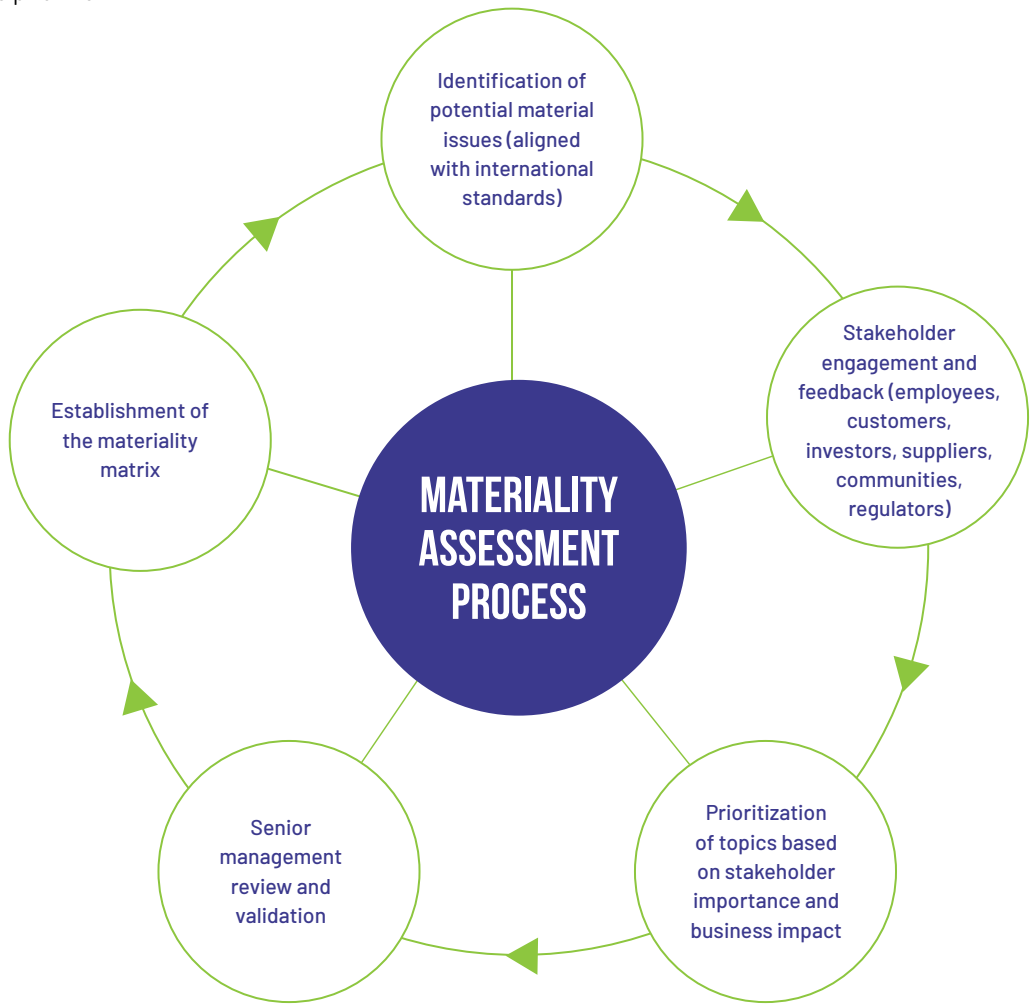 Identification of
potential material
issues (aligned
with international
standards)
Stakeholder
engagement and
feedback (employees,
customers,
investors, suppliers,
communities,
regulators)
Establishment of
the materiality
matrix
MATERIALITY
ASSESSMENT
PROCESS
Prioritization
of topics based
on stakeholder
importance and
business impact
Senior
management
review and
validation